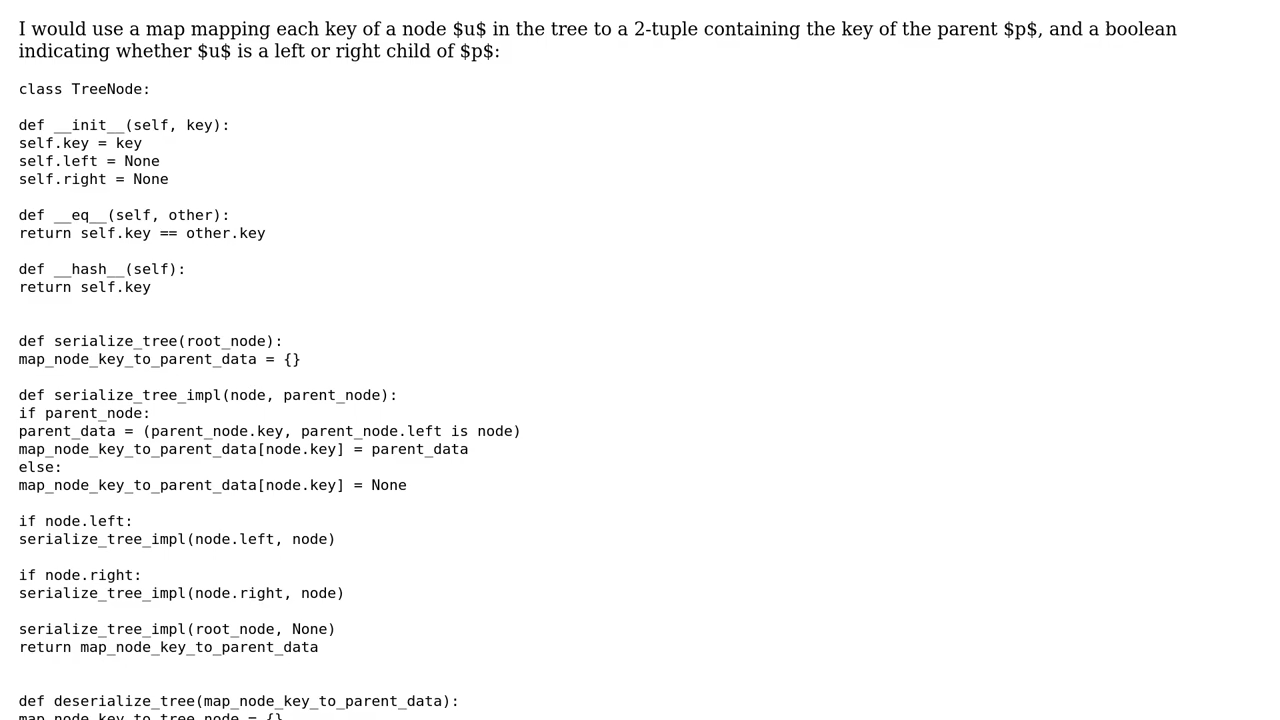 I would use a map mapping each key of a node $u$ in the tree to a 2-tuple containing the key of the parent $p$, and a boolean
indicating whether $u$ is a left or right child of $p$:
class TreeNode:
def __init__(self, key):
self.key = key
self.left = None
self.right = None
def __eq__(self, other):
return self.key == other.key
def __hash__(self):
return self.key
def serialize_tree(root_node):
map_node_key_to_parent_data = {}
def serialize_tree_impl(node, parent_node):
if parent_node:
parent_data = (parent_node.key, parent_node.left is node)
map_node_key_to_parent_data[node.key] = parent_data
else:
map_node_key_to_parent_data[node.key] = None
if node.left:
serialize_tree_impl(node.left, node)
if node.right:
serialize_tree_impl(node.right, node)
serialize_tree_impl(root_node, None)
return map_node_key_to_parent_data
def deserialize_tree(map_node_key_to_parent_data):
map_node_key_to_tree_node = {}